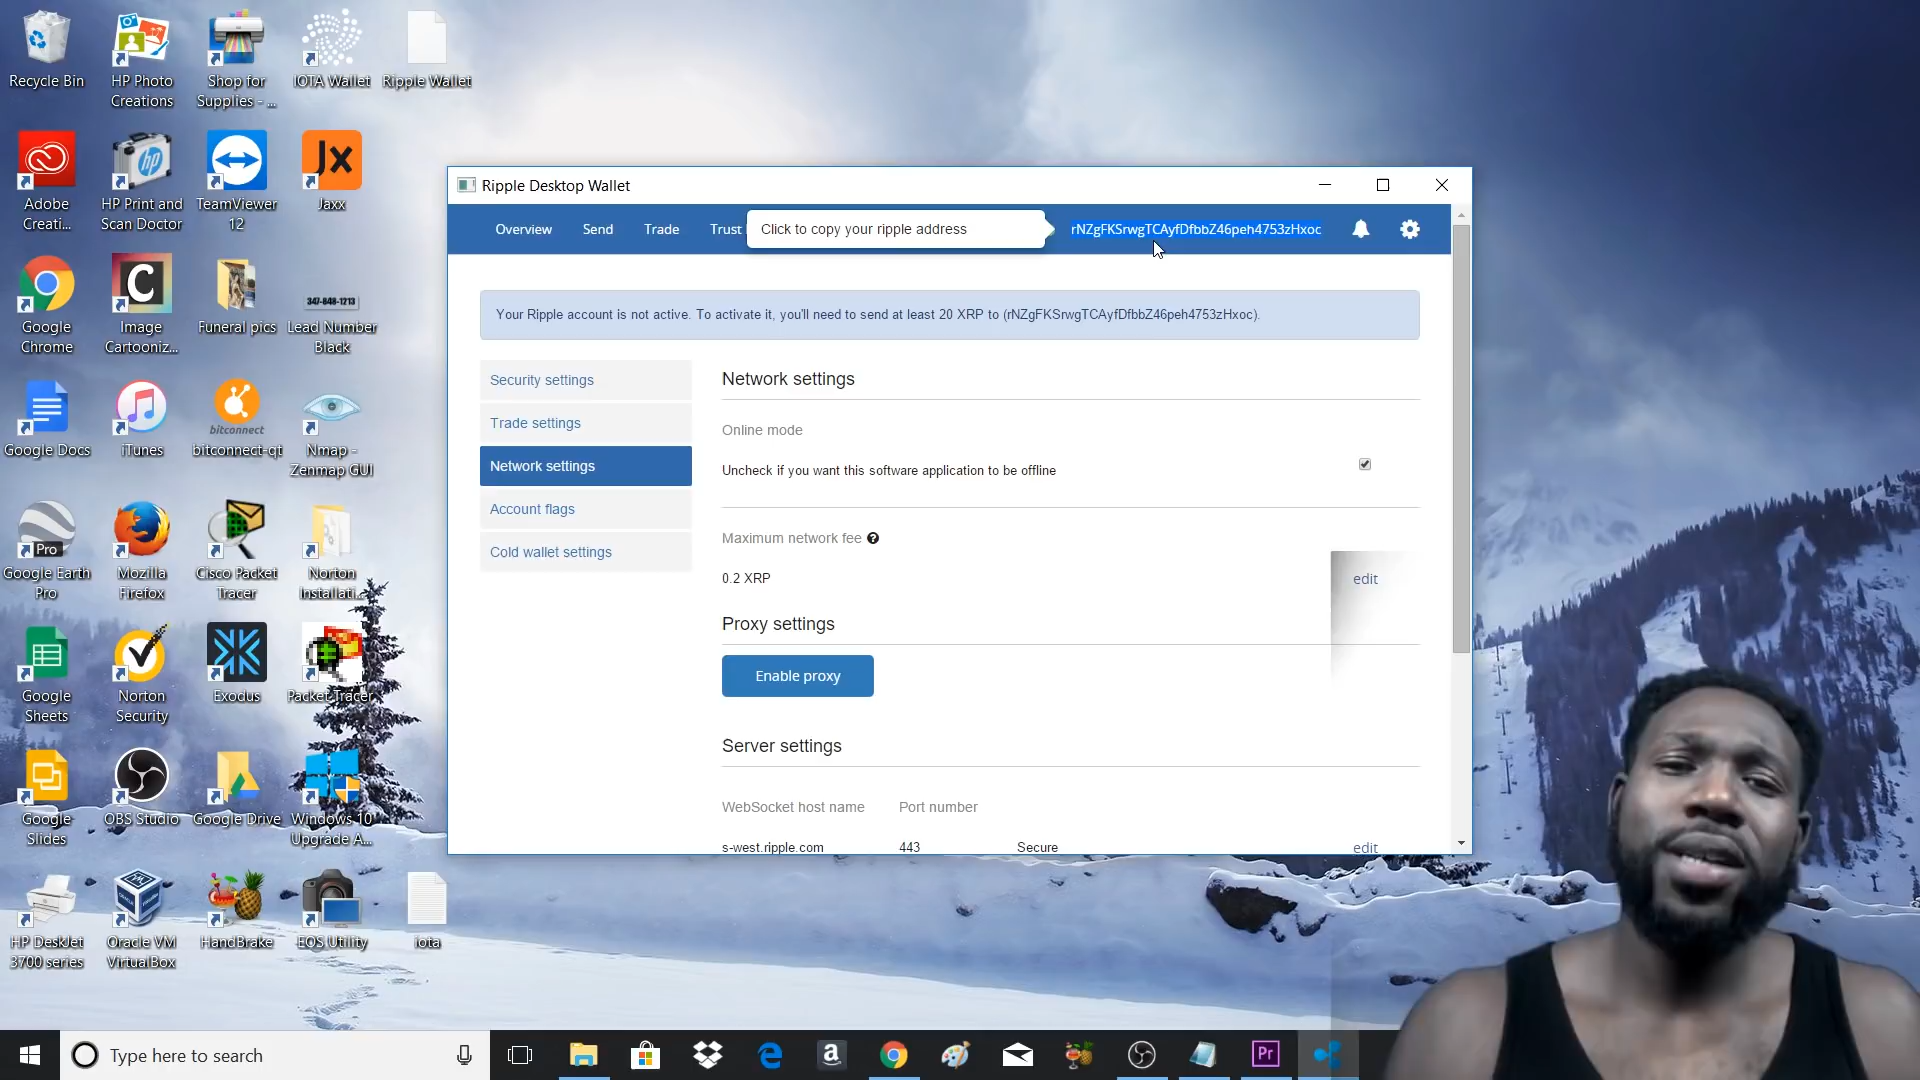 Recycle Bin
HP Photo
Creations
Shop for
Supplies - ...
IOTA Wallet
Ripple Wallet
Adobe
Creati...
HP Print and
Scan Doctor
TeamViewer
12
Jx
Jaxx
Google
Chrome
C
Image
Cartooniz...
Funeral pics
347-848-1213
Lead Number
Black
Google Docs
iTunes
bitconnect
bitconnect-qt
Nmap -
Zenmap GUI
Pro
Google Earth
Pro
Mozilla
Firefox
Cisco Packet
Tracer
Norton
Installati...
Google
Sheets
Norton
Security
Exodus
Packet Tracer
Google
Slides
OBS Studio
Google Drive
Windows 10
Upgrade A...
HP DeskJet
3700 series
Oracle VM
VirtualBox
HandBrake
EOS Utility
iota
Ripple Desktop Wallet
Overview
Send
Trade
Trust
Click to copy your ripple address
rNZgFKSrwgTCAyfDfbbZ46peh4753zHxoc
Your Ripple account is not active. To activate it, you'll need to send at least 20 XRP to (rNZgFKSrwgTCAyfDfbbZ46peh4753zHxoc).
Security settings
Trade settings
Network settings
Account flags
Cold wallet settings
Network settings
Online mode
Uncheck if you want this software application to be offline
Maximum network fee ?
0.2 XRP
edit
Proxy settings
Enable proxy
Server settings
WebSocket host name
Port number
s-west.ripple.com
443
Secure
edit
Type here to search
a
Pr